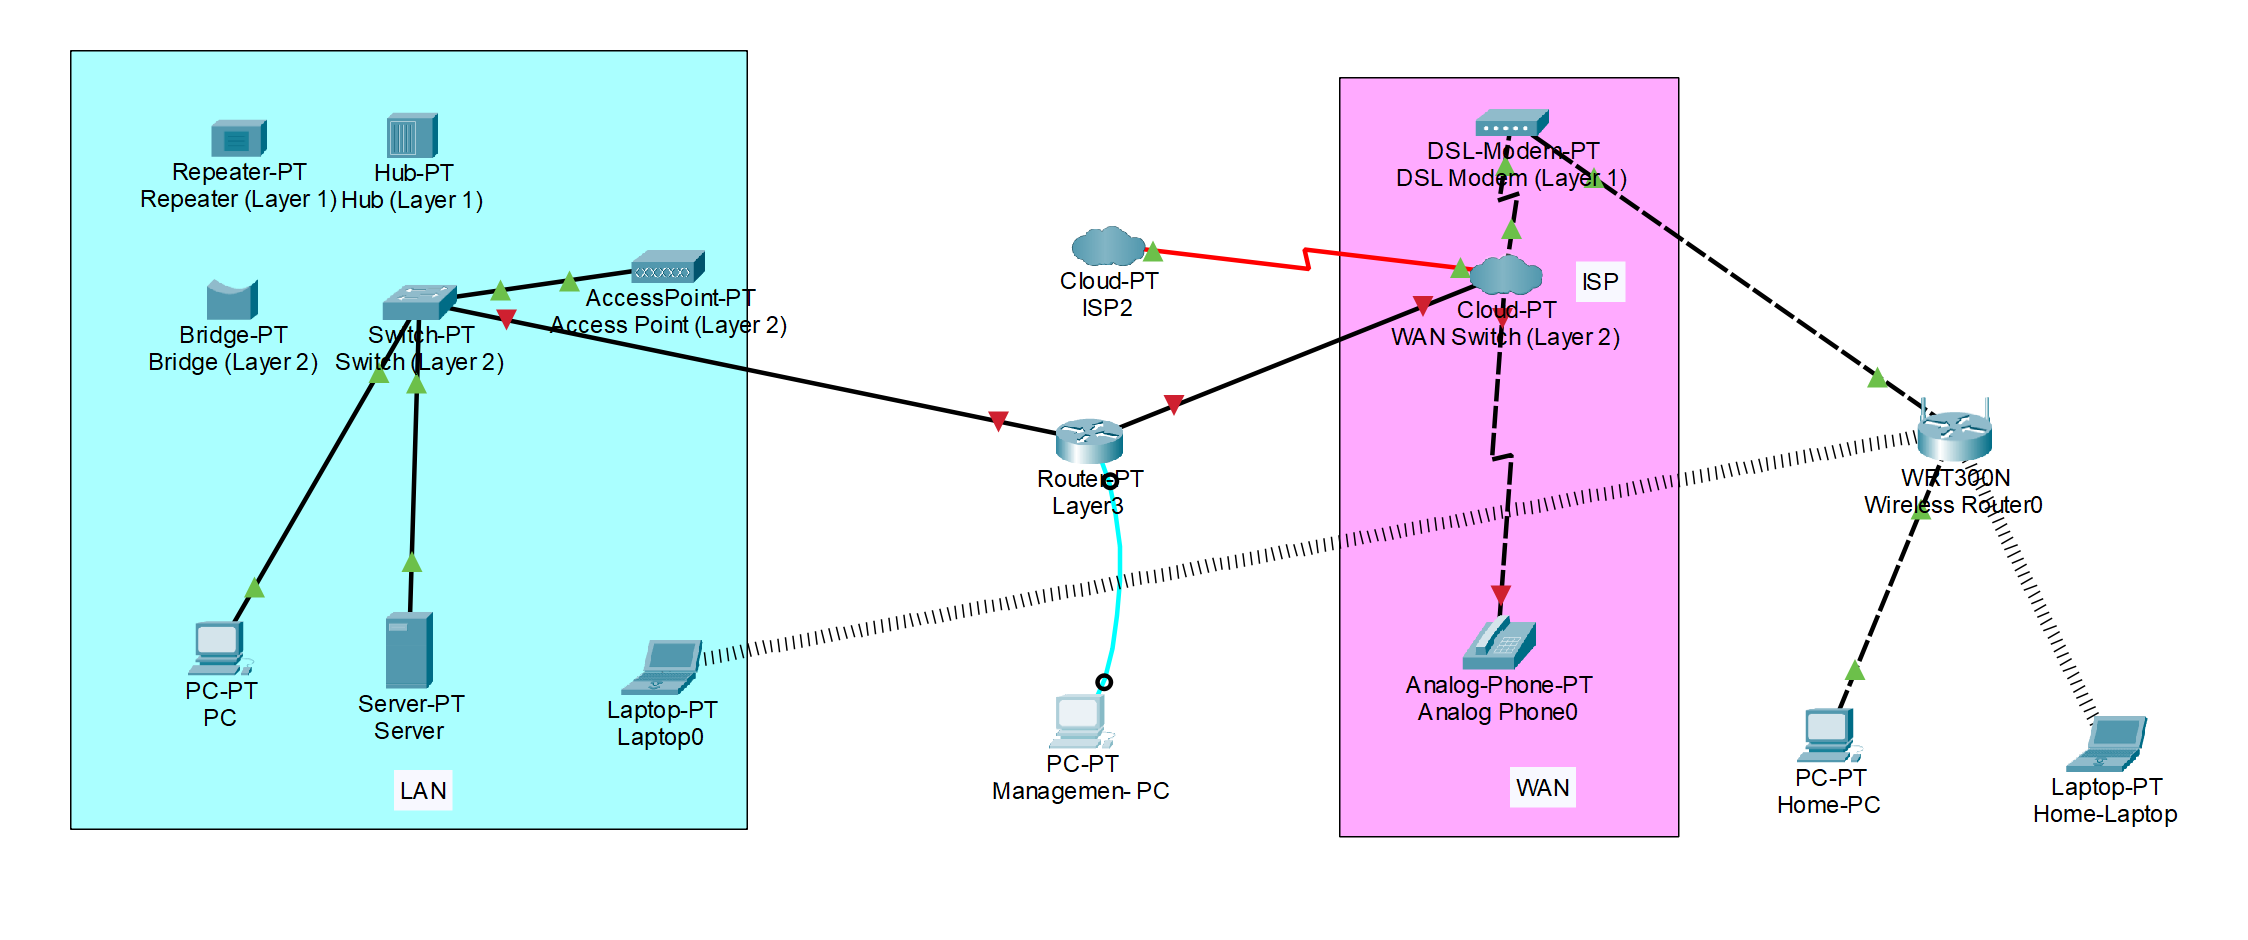 Repeater-PT
Repeater (Layer 1)
Hub-PT
Hub (Layer 1)
Bridge-PT
Bridge (Layer 2)
Switch-PT
Switch (Layer 2)
AccessPoint-PT
Access Point (Layer 2)
PC-PT
PC
Server-PT
Server
Laptop-PT
Laptop0
LAN
Cloud-PT
ISP2
Router-PT
Layer3
PC-PT
Managemen- PC
DSL-Modem-PT
DSL Modem (Layer 1)
ISP
Cloud-PT
WAN Switch (Layer 2)
Analog-Phone-PT
Analog Phone0
WAN
WRT300N
Wireless Router0
PC-PT
Home-PC
Laptop-PT
Home-Laptop